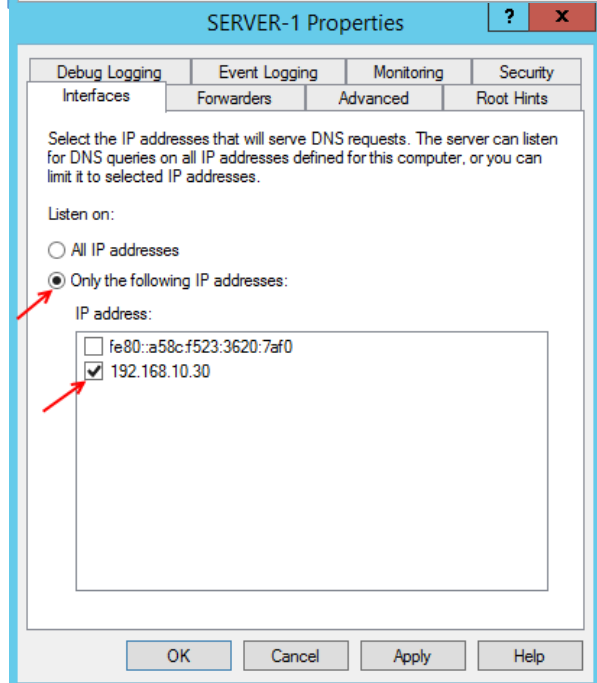 SERVER-1 Properties
? x
Debug Logging Event Logging Monitoring Security
Interfaces Forwarders Advanced Root Hints
Select the IP addresses that will serve DNS requests. The server can listen
for DNS queries on all IP addresses defined for this computer, or you can
limit it to selected IP addresses.
Listen on:
All IP addresses
Only the following IP addresses:
IP address:
fe80::a58c:f523:3620:7af0
192.168.10.30
OK Cancel Apply Help